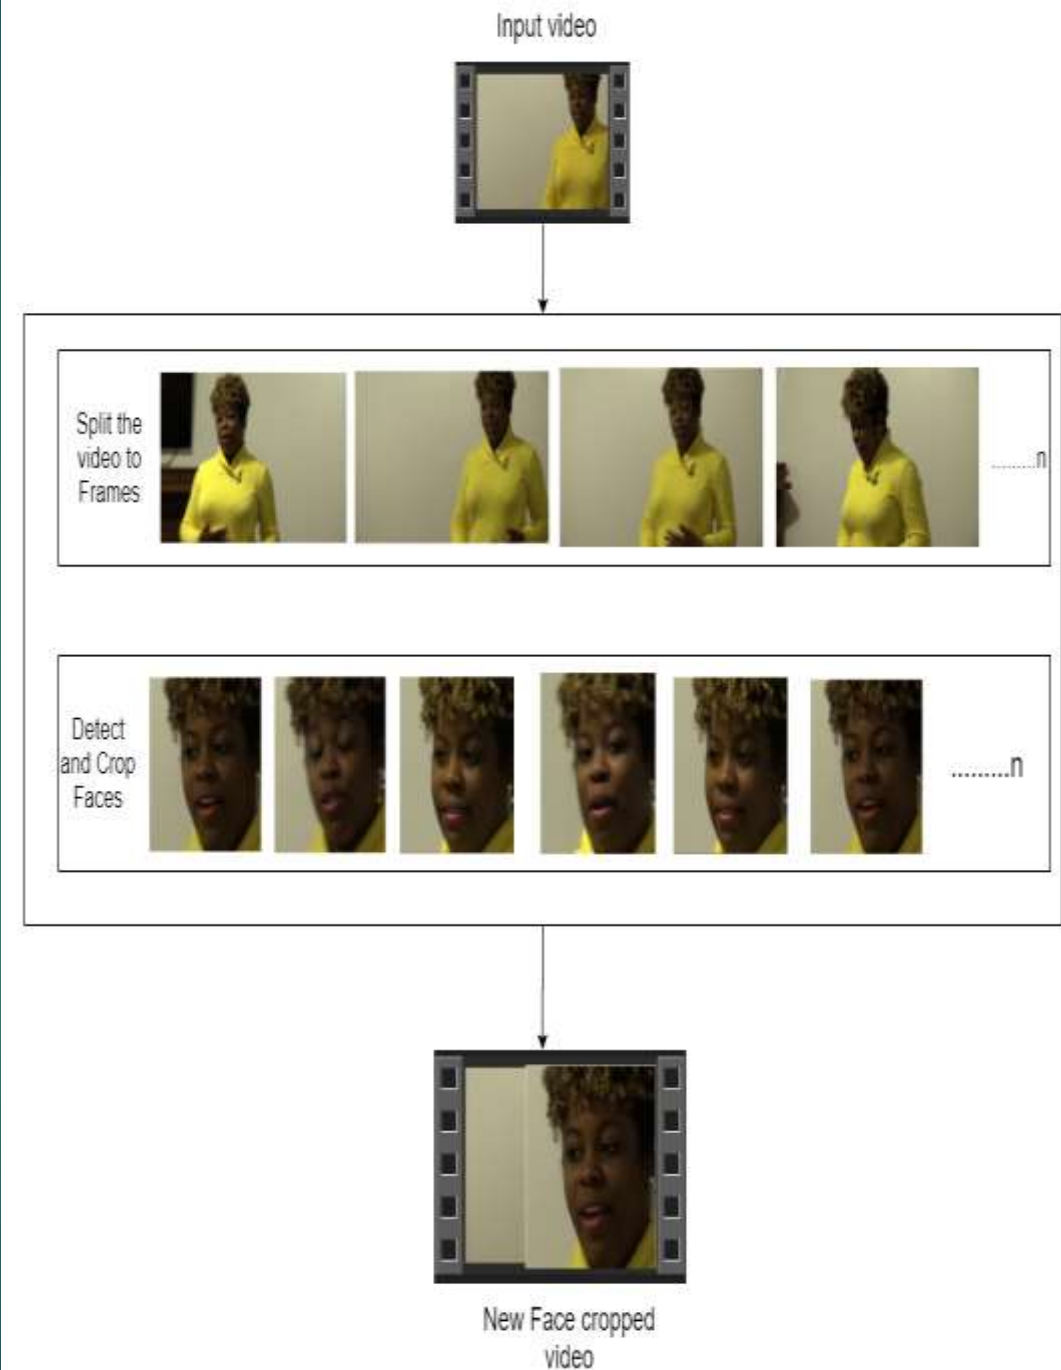 Input video
Split the
video to
Frames
.........n
Detect
and Crop
Faces
.........n
New Face cropped
video